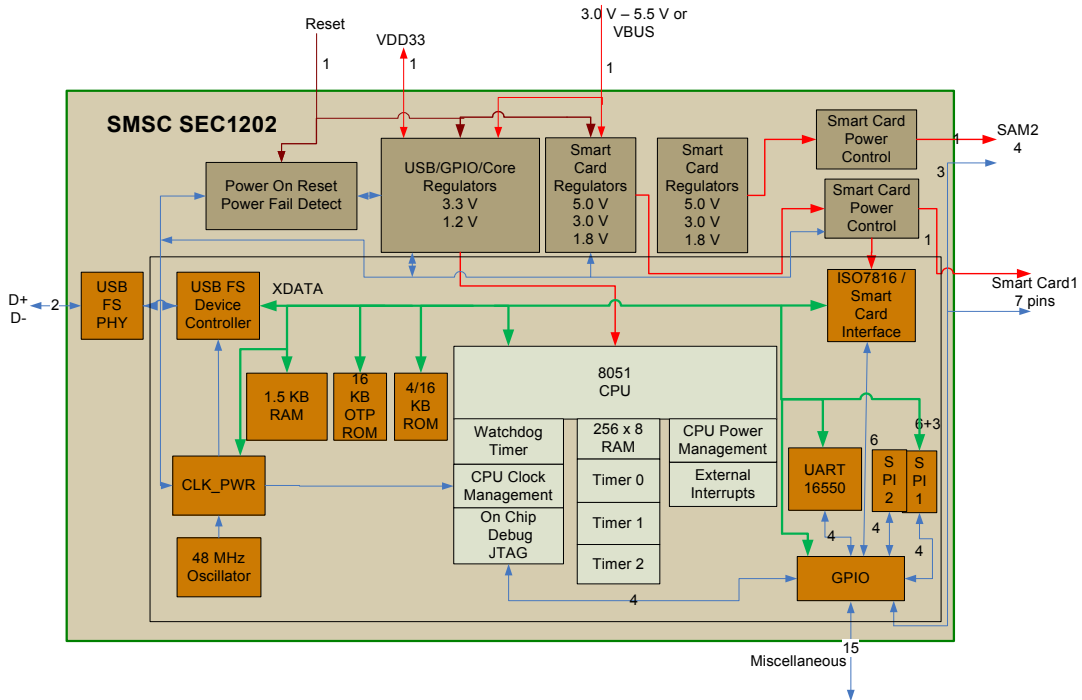 Reset
3.0 V – 5.5 V or
VBUS
VDD33
1
1
1
SMSC SEC1202
Smart Card
Power
Control
1
SAM2
4
3
Power On Reset
Power Fail Detect
USB/GPIO/Core
Regulators
3.3 V
1.2 V
Smart
Card
Regulators
5.0 V
3.0 V
1.8 V
Smart
Card
Regulators
5.0 V
3.0 V
1.8 V
Smart Card
Power
Control
1
Smart Card1
7 pins
D+
D-
2
USB
FS
PHY
USB FS
Device
Controller
XDATA
ISO7816 /
Smart
Card
Interface
1.5 KB
RAM
16
KB
OTP
ROM
4/16
KB
ROM
8051
CPU
Watchdog
Timer
256 x 8
RAM
CPU Power
Management
CPU Clock
Management
Timer 0
External
Interrupts
On Chip
Debug
JTAG
Timer 1
Timer 2
CLK_PWR
48 MHz
Oscillator
UART
16550
6
6+3
S
PI
2
S
PI
1
4
4
4
4
GPIO
15
Miscellaneous